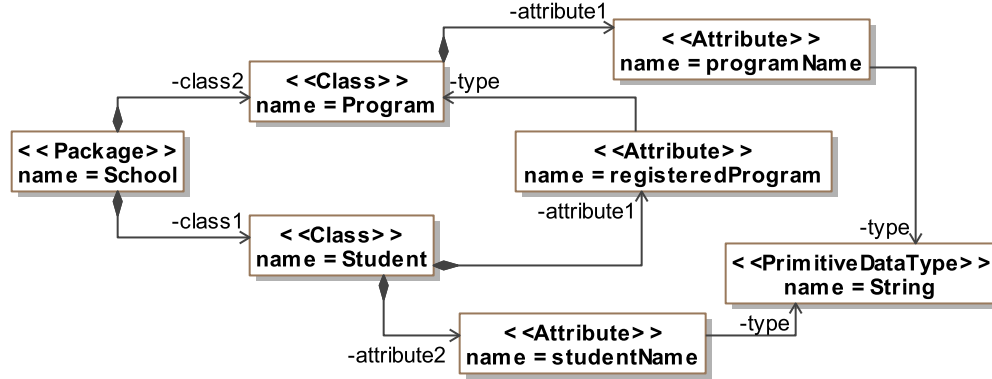 -attribute1
< <Attribute> >
name = programName
-class2
< <Class> >
name = Program
-type
< < Package> >
name = School
< <Attribute> >
name = registeredProgram
-attribute1
-class1
< <Class> >
name = Student
-type
< <PrimitiveDataType> >
name = String
-attribute2
< <Attribute> >
name = studentName
-type